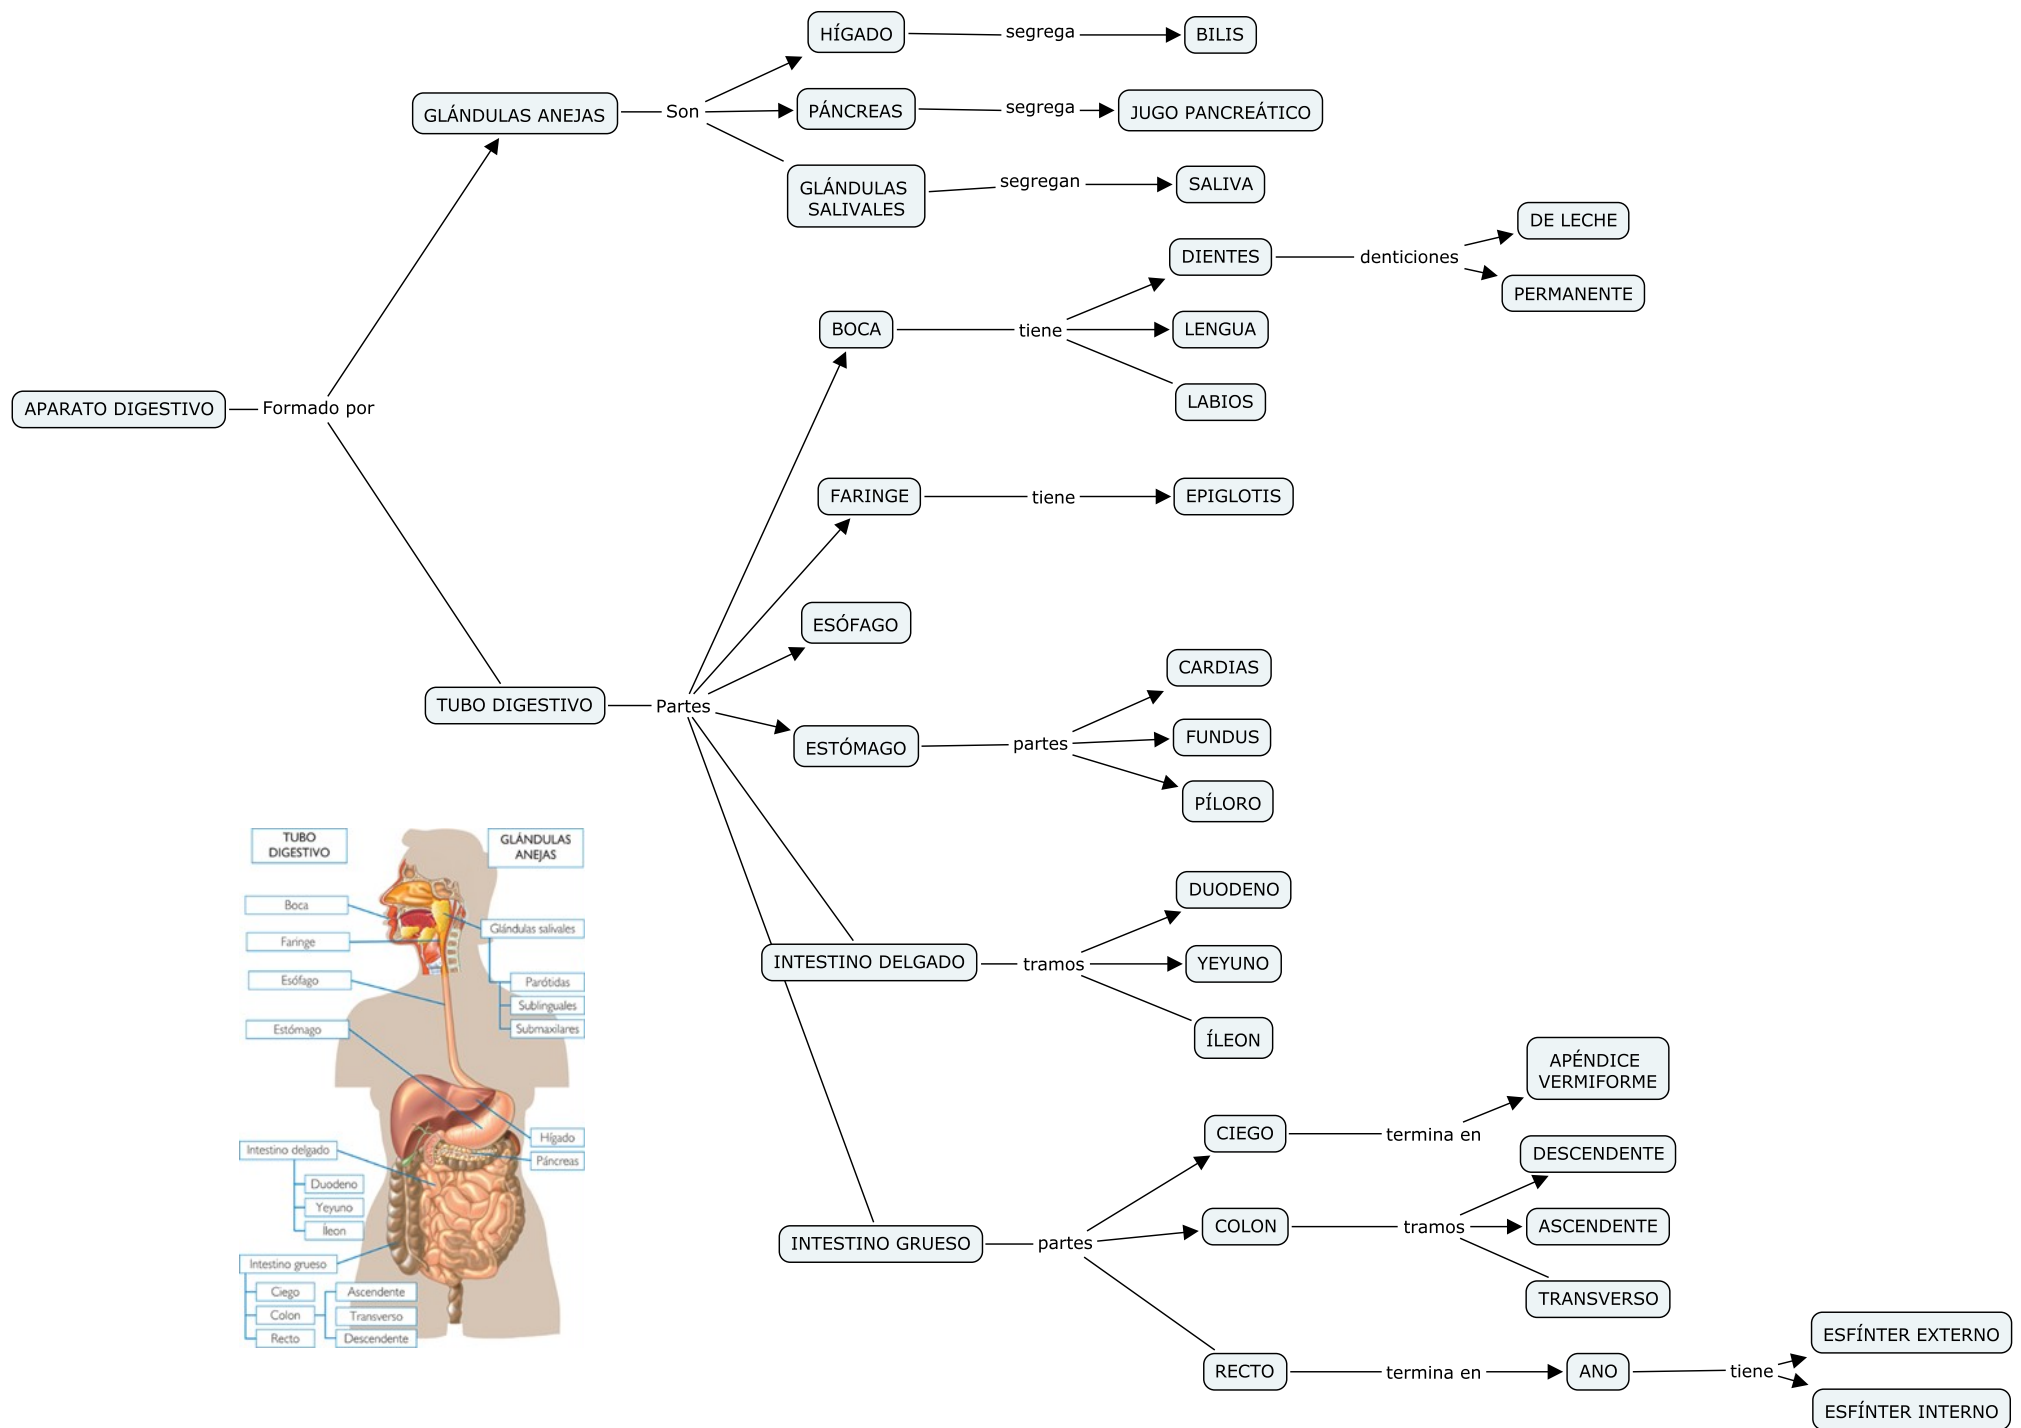 HÍGADO
segrega
BILIS
GLÁNDULAS ANEJAS
Son
PÁNCREAS
segrega
JUGO PANCREÁTICO
GLÁNDULAS
SALIVALES
segregan
SALIVA
DE LECHE
DIENTES
denticiones
PERMANENTE
BOCA
tiene
LENGUA
LABIOS
APARATO DIGESTIVO
Formado por
FARINGE
tiene
EPIGLOTIS
ESÓFAGO
TUBO DIGESTIVO
Partes
CARDIAS
ESTÓMAGO
partes
FUNDUS
PÍLORO
DUODENO
INTESTINO DELGADO
tramos
YEYUNO
ÍLEON
APÉNDICE
VERMIFORME
CIEGO
termina en
DESCENDENTE
INTESTINO GRUESO
partes
COLON
tramos
ASCENDENTE
TRANSVERSO
RECTO
termina en
ANO
tiene
ESFÍNTER EXTERNO
ESFÍNTER INTERNO
TUBO
DIGESTIVO
GLÁNDULAS
ANEJAS
Boca
Faringe
Esófago
Estómago
Glándulas salivales
Parótidas
Sublinguales
Submaxilares
Hígado
Páncreas
Intestino delgado
Duodeno
Yeyuno
Íleon
Intestino grueso
Ciego
Colon
Recto
Ascendente
Transverso
Descendente